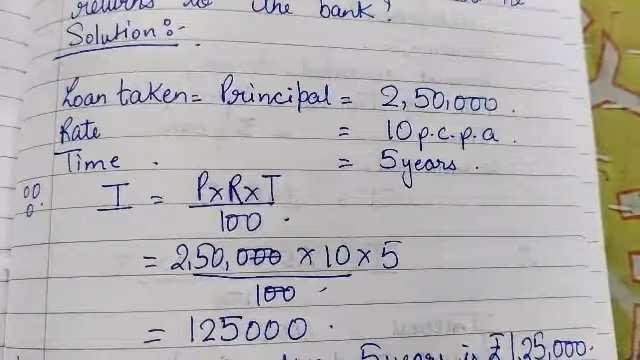 returns to the bank?
Solution:-
Loan taken = Principal = 2,50,000.
Rate = 10 p.c.p.a.
Time = 5 years.
∴ I = PxRxT
100.
= 2,50,000 x 10 x 5
100
= 125000.
5 years is ₹1,25,000.